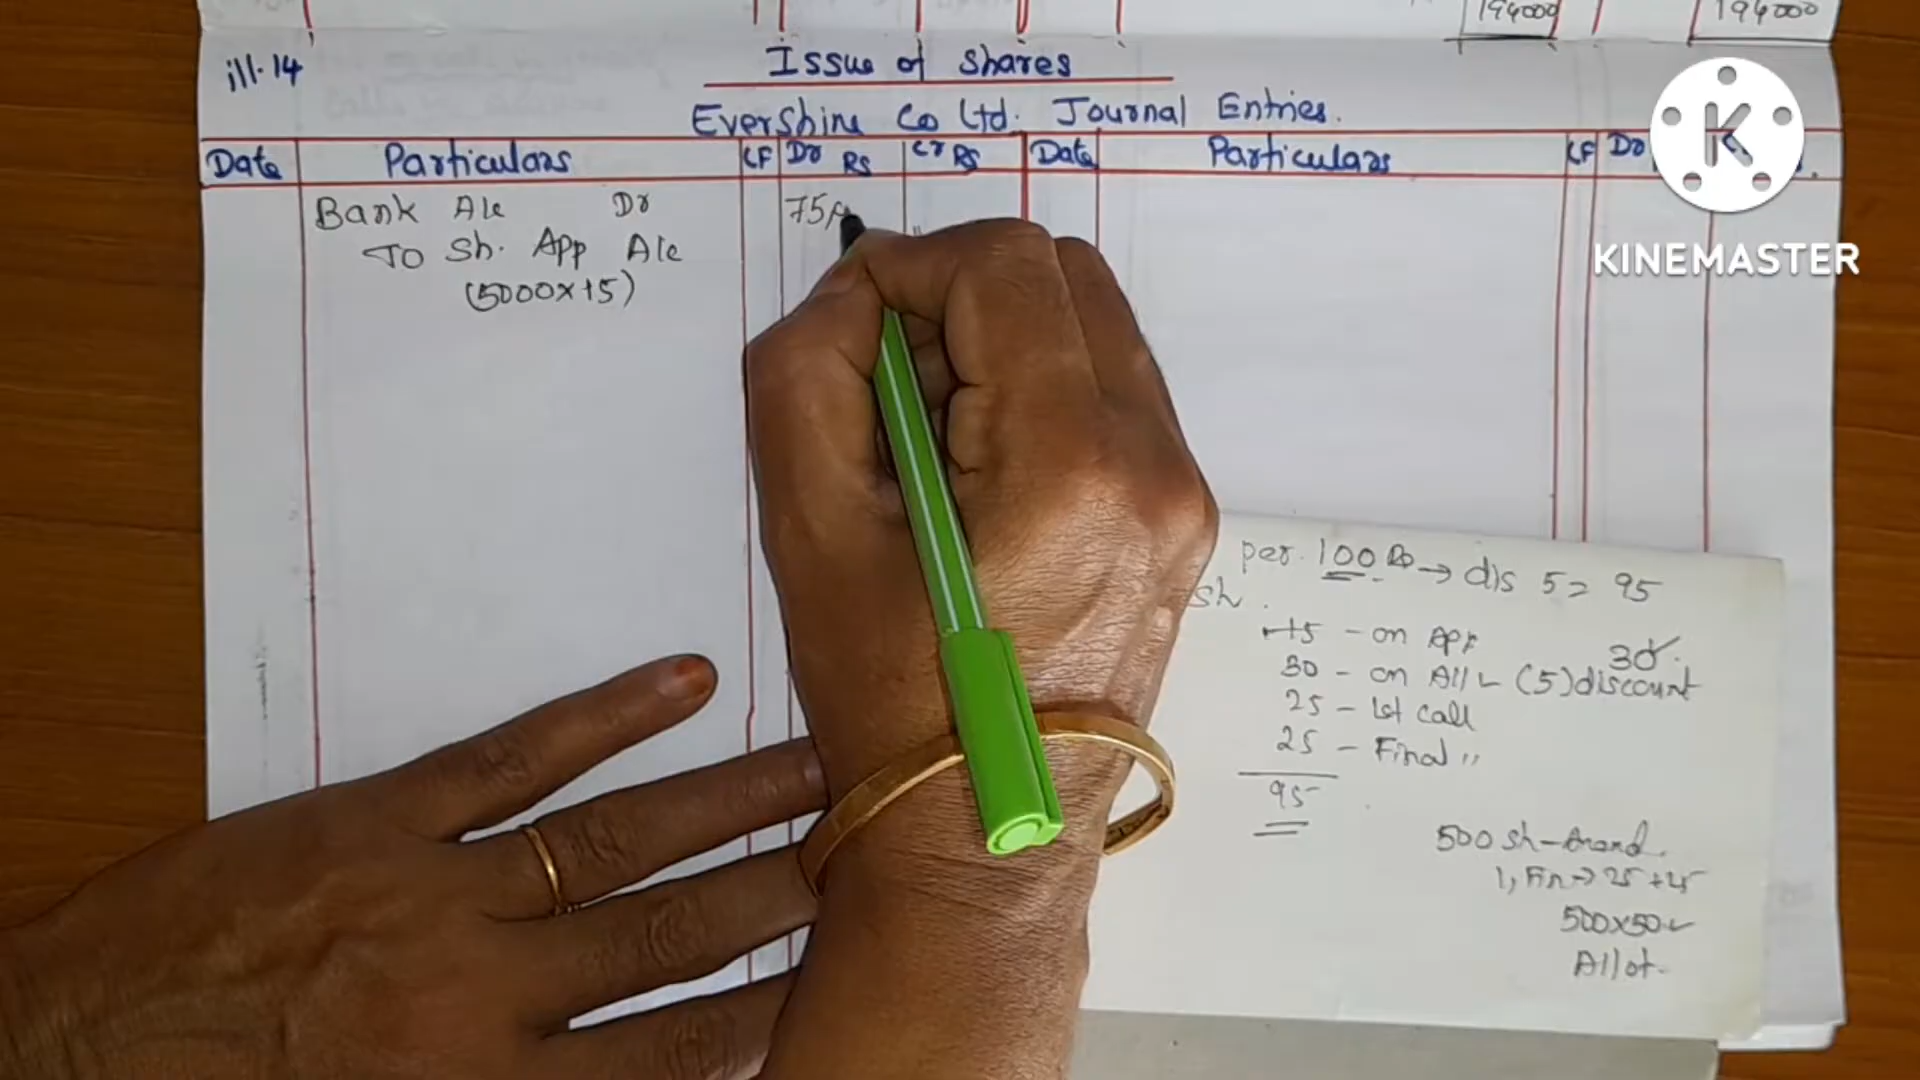 194000 194000
ill.14 Issue of Shares
Evershine Co Ltd. Journal Entries.
Date Particulars LF Dr Rs Cr Rs Date Particulars LF Dr
Bank A/c Dr 75
To Sh. App A/c
(5000x15)
K
KINEMASTER
per. 100 Rs → dis 5 = 95
sh.
15 - on App
30
30 - on All (5) discount
25 - 1st call
25 - Final "
95
500 sh -
1, Fn → 25 + 25
500x50
Allot.